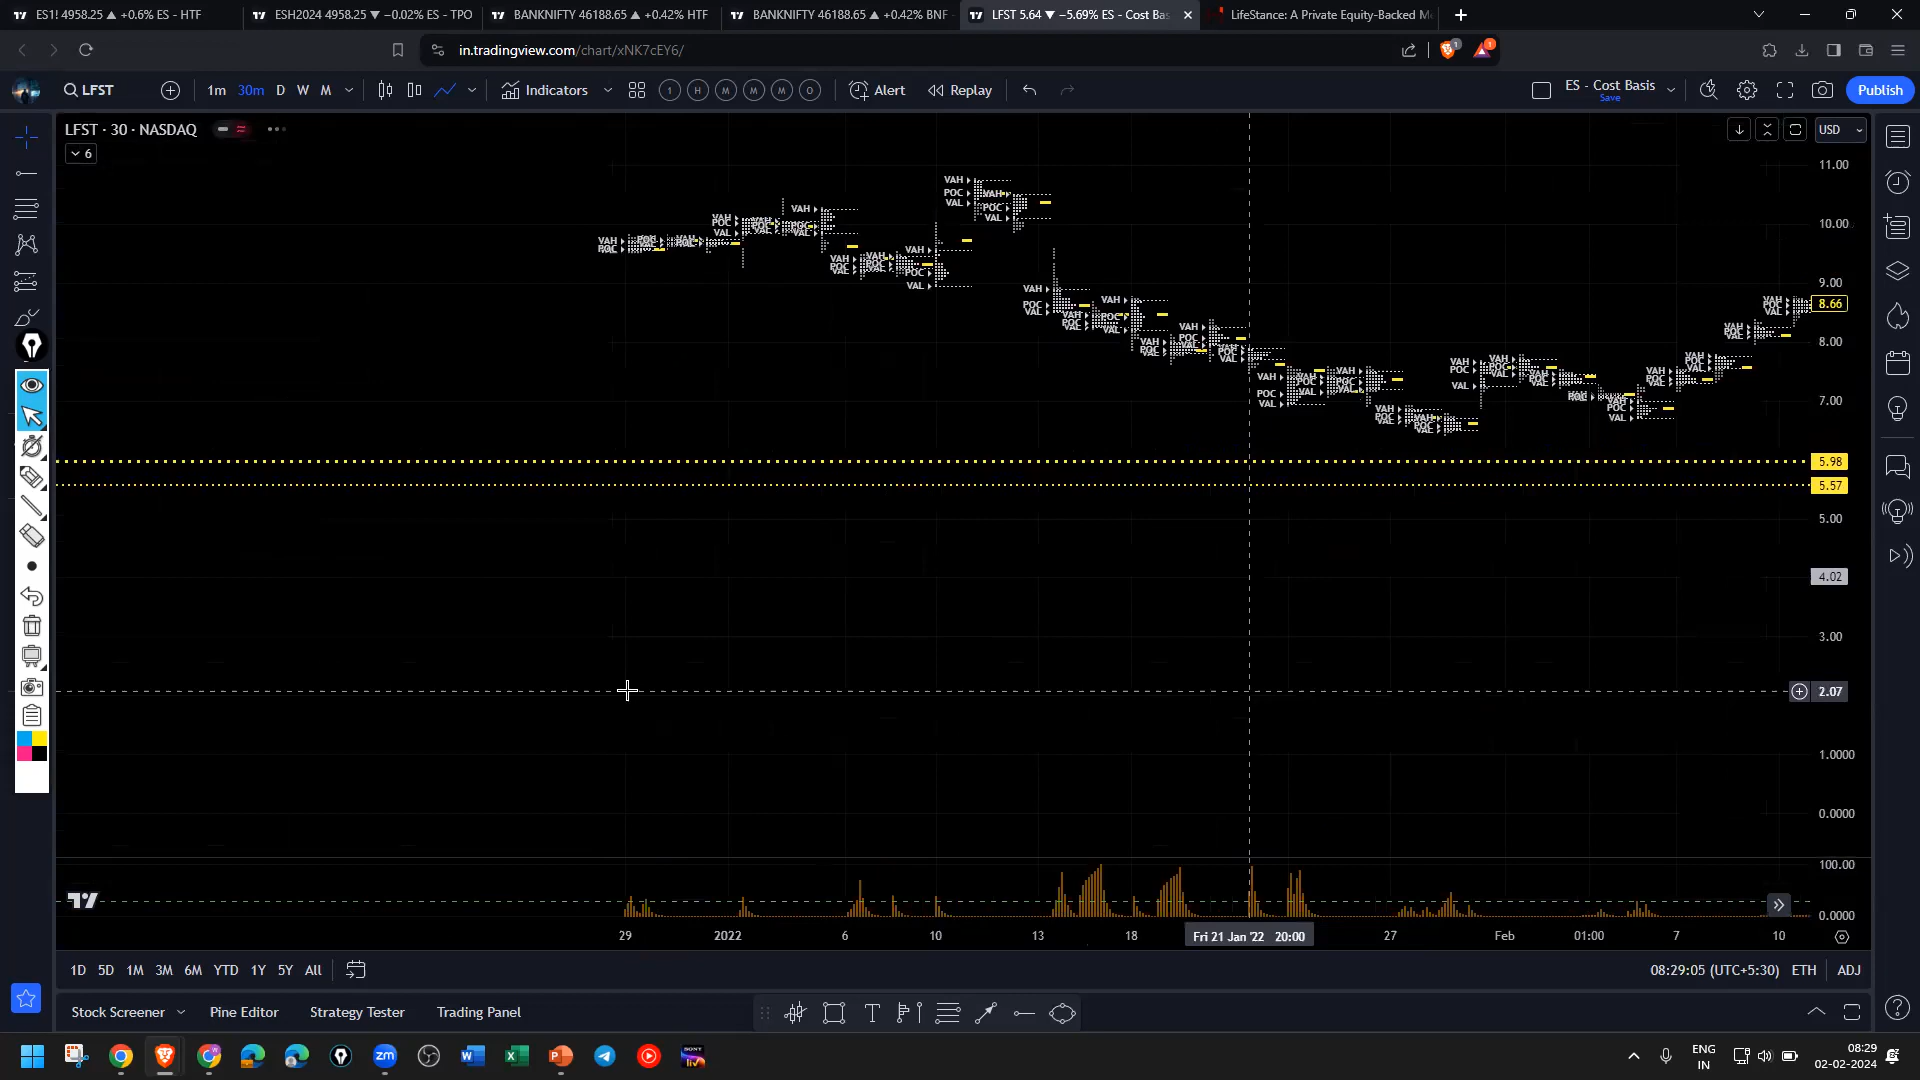 ES1! 4958.25 ▲ +0.6% ES - HTF
ESH2024 4958.25 ▼ −0.02% ES - TPO
BANKNIFTY 46188.65 ▲ +0.42% HTF
BANKNIFTY 46188.65 ▲ +0.42% BNF
LFST 5.64 ▼ −5.69% ES - Cost Ba
LifeStance: A Private Equity-Backed M
in.tradingview.com/chart/xNK7cEY6/
LFST
1m 30m D W M
Indicators
1 H M M M O
Alert
Replay
ES - Cost Basis
Save
Publish
LFST · 30 · NASDAQ
6
USD
11.00
10.00
9.00
8.66
8.00
7.00
5.98
5.57
5.00
4.02
3.00
2.07
1.0000
0.0000
100.00
0.0000
VAH
POC
VAL
29 2022 6 10 13 18 Fri 21 Jan '22 20:00 27 Feb 01:00 7 10
1D 5D 1M 3M 6M YTD 1Y 5Y All
08:29:05 (UTC+5:30) ETH ADJ
Stock Screener Pine Editor Strategy Tester Trading Panel
ENG
IN
08:29
02-02-2024